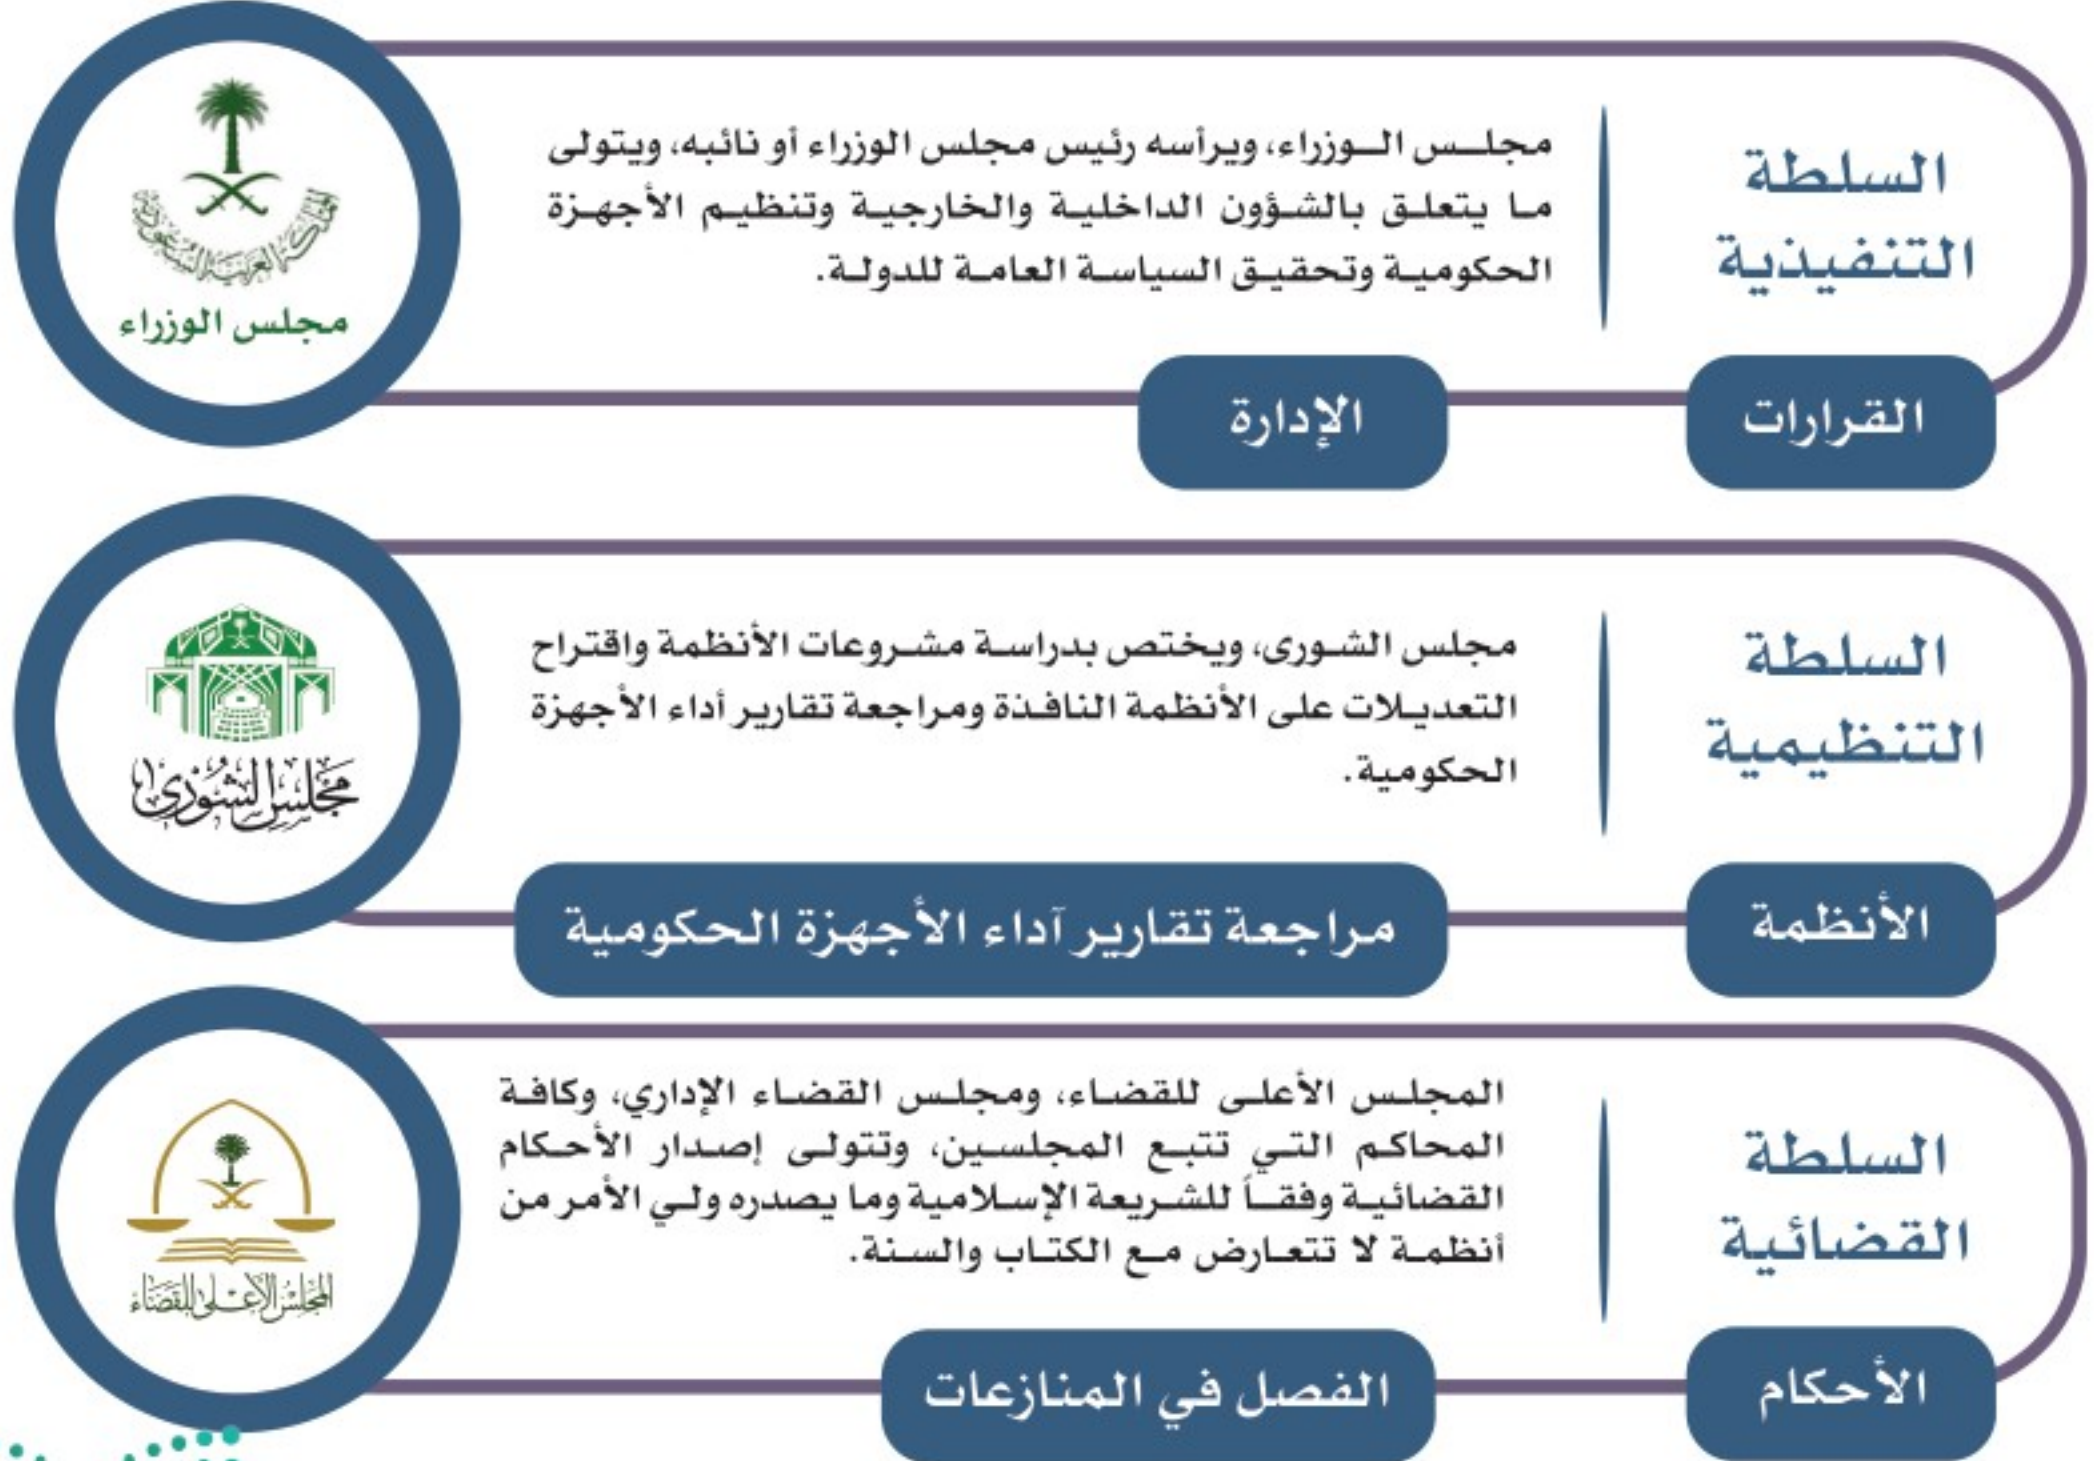 السلطة
التنفيذية
مجلس الوزراء، ويرأسه رئيس مجلس الوزراء أو نائبه، ويتولى
ما يتعلق بالشؤون الداخلية والخارجية وتنظيم الأجهزة
الحكومية وتحقيق السياسة العامة للدولة.
المملكة العربية السعودية
مجلس الوزراء
القرارات
الإدارة
السلطة
التنظيمية
مجلس الشورى، ويختص بدراسة مشروعات الأنظمة واقتراح
التعديلات على الأنظمة النافذة ومراجعة تقارير أداء الأجهزة
الحكومية.
مجلس الشورى
الأنظمة
مراجعة تقارير آداء الأجهزة الحكومية
السلطة
القضائية
المجلس الأعلى للقضاء، ومجلس القضاء الإداري، وكافة
المحاكم التي تتبع المجلسين، وتتولى إصدار الأحكام
القضائية وفقاً للشريعة الإسلامية وما يصدره ولي الأمر من
أنظمة لا تتعارض مع الكتاب والسنة.
المجلس الأعلى للقضاء
الأحكام
الفصل في المنازعات